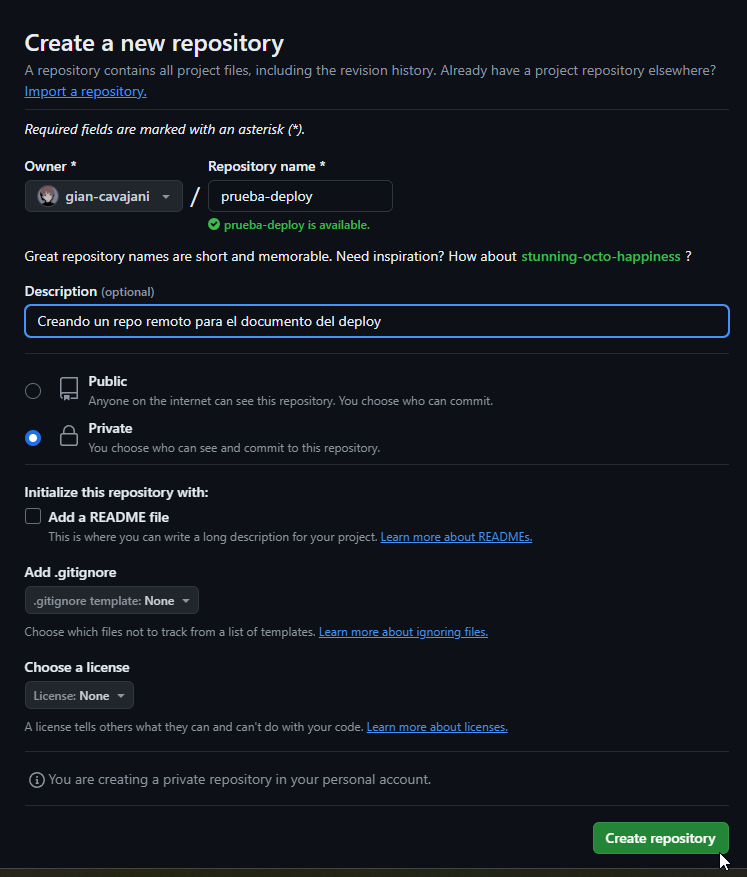 Create a new repository
A repository contains all project files, including the revision history. Already have a project repository elsewhere?
Import a repository.
Required fields are marked with an asterisk (*).
Owner * Repository name *
gian-cavajani / prueba-deploy
prueba-deploy is available.
Great repository names are short and memorable. Need inspiration? How about stunning-octo-happiness ?
Description (optional)
Creando un repo remoto para el documento del deploy
Public
Anyone on the internet can see this repository. You choose who can commit.
Private
You choose who can see and commit to this repository.
Initialize this repository with:
Add a README file
This is where you can write a long description for your project. Learn more about READMEs.
Add .gitignore
.gitignore template: None
Choose which files not to track from a list of templates. Learn more about ignoring files.
Choose a license
License: None
A license tells others what they can and can't do with your code. Learn more about licenses.
You are creating a private repository in your personal account.
Create repository